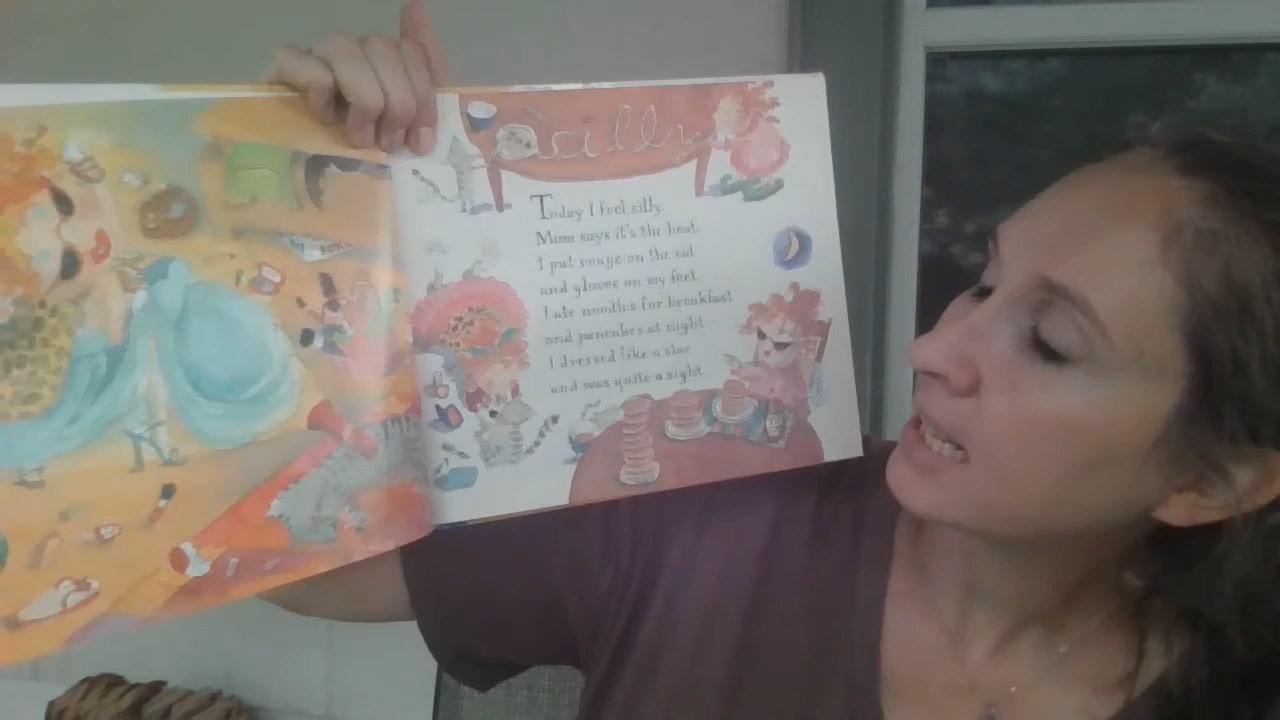 Silly
Today I feel silly.
Mom says it's the heat.
I put rouge on the cat
and gloves on my feet.
I ate noodles for breakfast
and pancakes at night.
I dressed like a star
and was quite a sight.